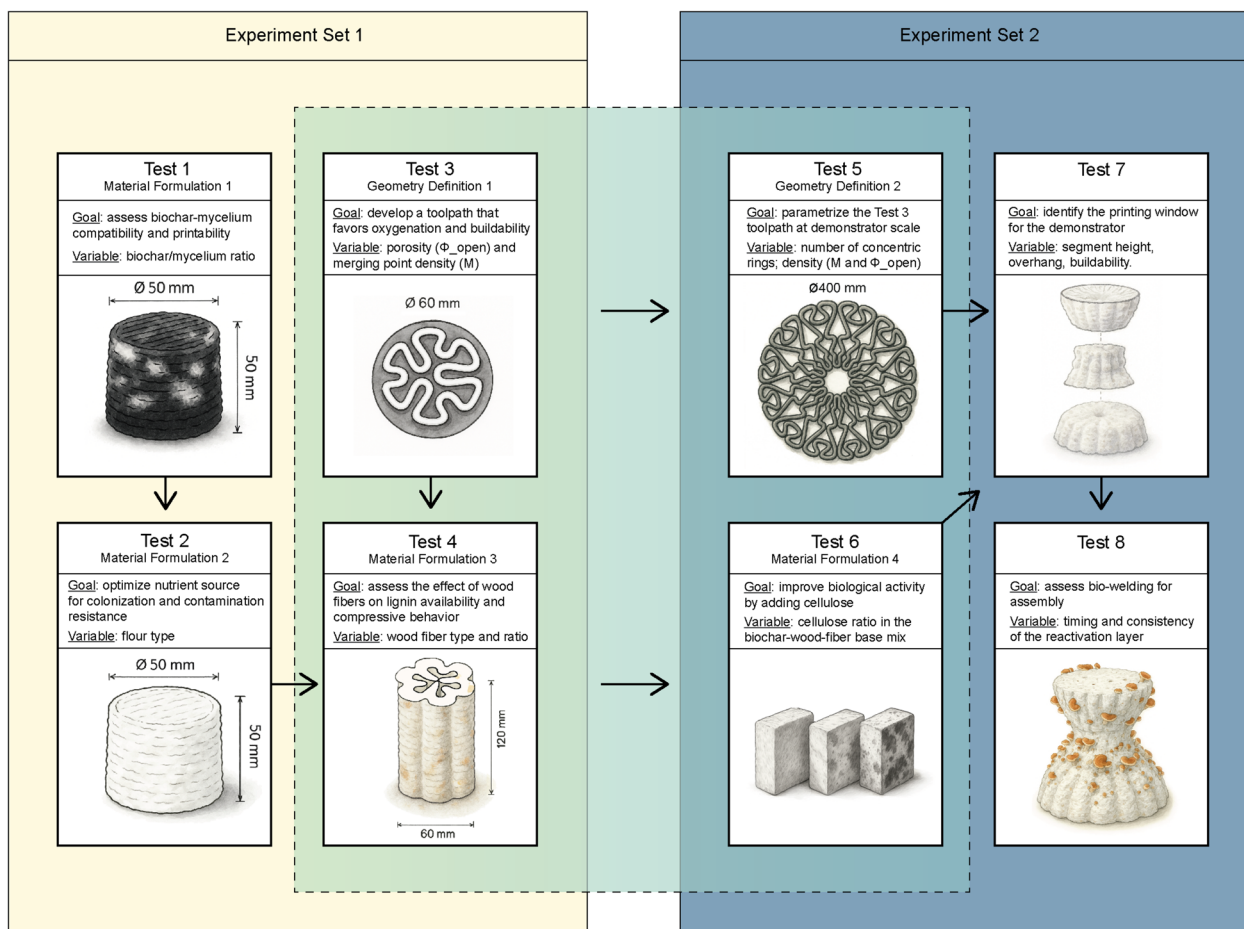 Experiment Set 1
Experiment Set 2
Test 1
Material Formulation 1
Goal: assess biochar-mycelium
compatibility and printability
Variable: biochar/mycelium ratio
Ø 50 mm
50 mm
Test 3
Geometry Definition 1
Goal: develop a toolpath that
favors oxygenation and buildability
Variable: porosity (Φ_open) and
merging point density (M)
Ø 60 mm
Test 5
Geometry Definition 2
Goal: parametrize the Test 3
toolpath at demonstrator scale
Variable: number of concentric
rings; density (M and Φ_open)
Ø400 mm
Test 7
Goal: identify the printing window
for the demonstrator
Variable: segment height,
overhang, buildability.
Test 2
Material Formulation 2
Goal: optimize nutrient source
for colonization and contamination
resistance
Variable: flour type
Ø 50 mm
50 mm
Test 4
Material Formulation 3
Goal: assess the effect of wood
fibers on lignin availability and
compressive behavior
Variable: wood fiber type and ratio
120 mm
60 mm
Test 6
Material Formulation 4
Goal: improve biological activity
by adding cellulose
Variable: cellulose ratio in the
biochar-wood-fiber base mix
Test 8
Goal: assess bio-welding for
assembly
Variable: timing and consistency
of the reactivation layer